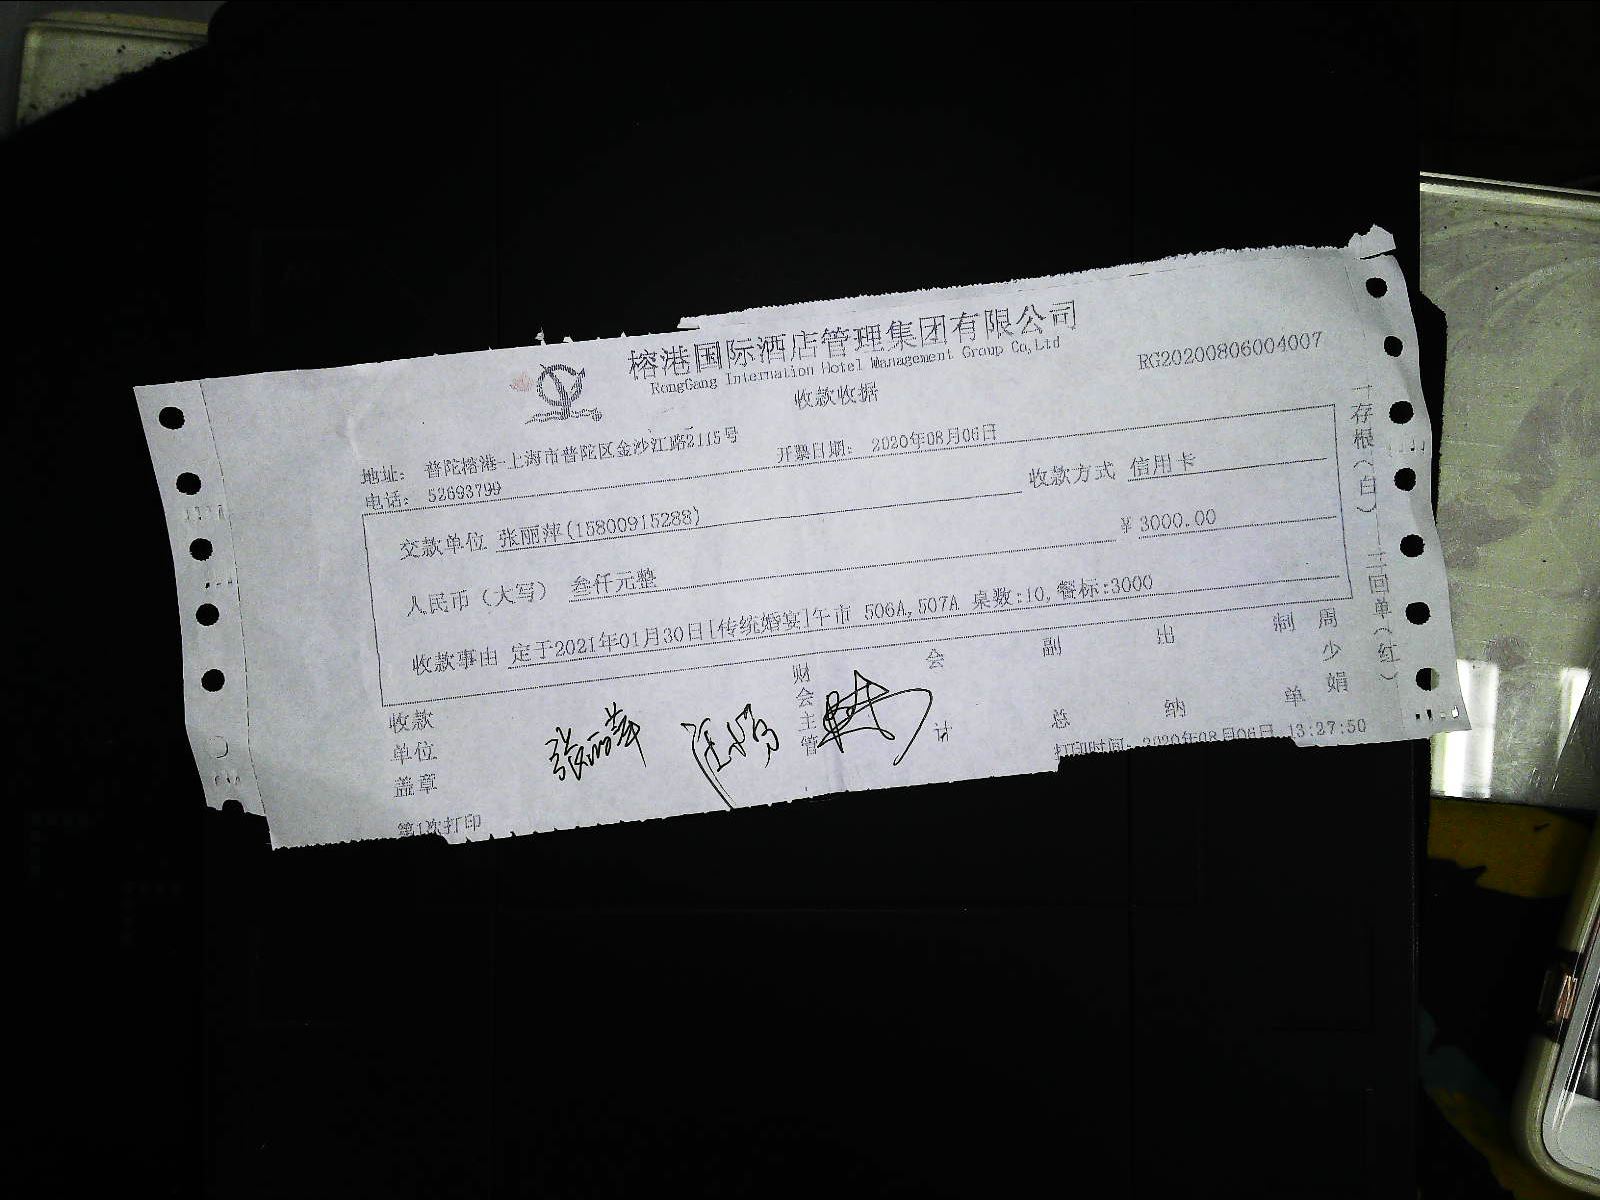 榕港国际酒店管理集团有限公司
RongGang Internation Hotel Management Group Co,Ltd
RG20200806004007
收款收据
地址: 普陀榕港-上海市普陀区金沙江路2115号
开票日期: 2020年08月06日
电话: 52693799
交款单位 张丽萍(15800915288)
收款方式 信用卡
人民币（大写） 叁仟元整
¥ 3000.00
收款事由 定于2021年01月30日[传统婚宴]午市 506A,507A 桌数:10,餐标:3000
一存根(白) 二回单(红)
收款单位盖章
张丽萍
财会主管
会计
副总
出纳
制单
周少娟
打印时间: 2020年08月06日 13:27:50
第1次打印